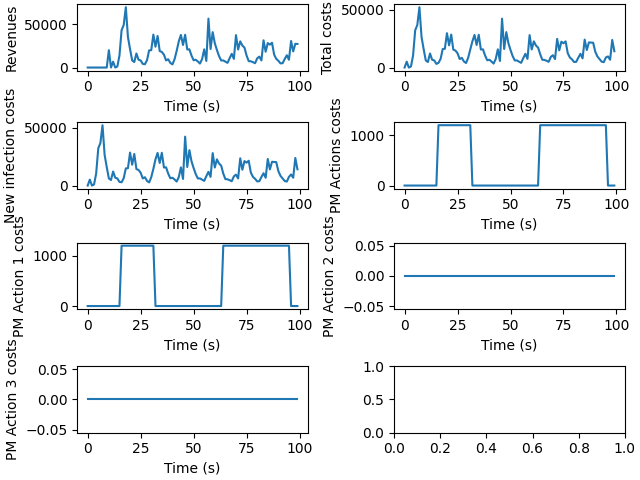 Revenues
50000
0
0 25 50 75 100
Time (s)
Total costs
50000
0
0 25 50 75 100
Time (s)
New infection costs
50000
0
0 25 50 75 100
Time (s)
PM Actions costs
1000
0
0 25 50 75 100
Time (s)
PM Action 1 costs
1000
0
0 25 50 75 100
Time (s)
PM Action 2 costs
0.05
0.00
−0.05
0 25 50 75 100
Time (s)
PM Action 3 costs
0.05
0.00
−0.05
0 25 50 75 100
Time (s)
1.0
0.5
0.0
0.0 0.2 0.4 0.6 0.8 1.0